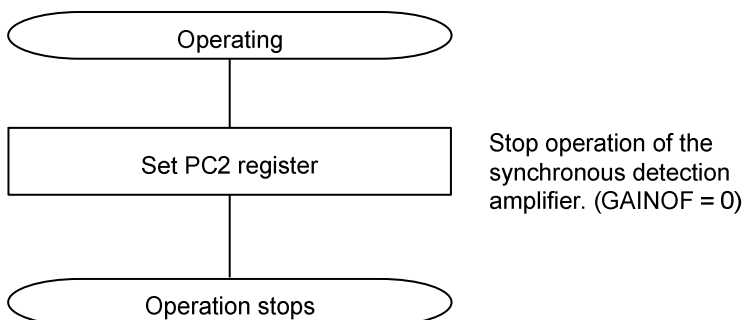 Operating
Set PC2 register
Stop operation of the
synchronous detection
amplifier. (GAINOF = 0)
Operation stops